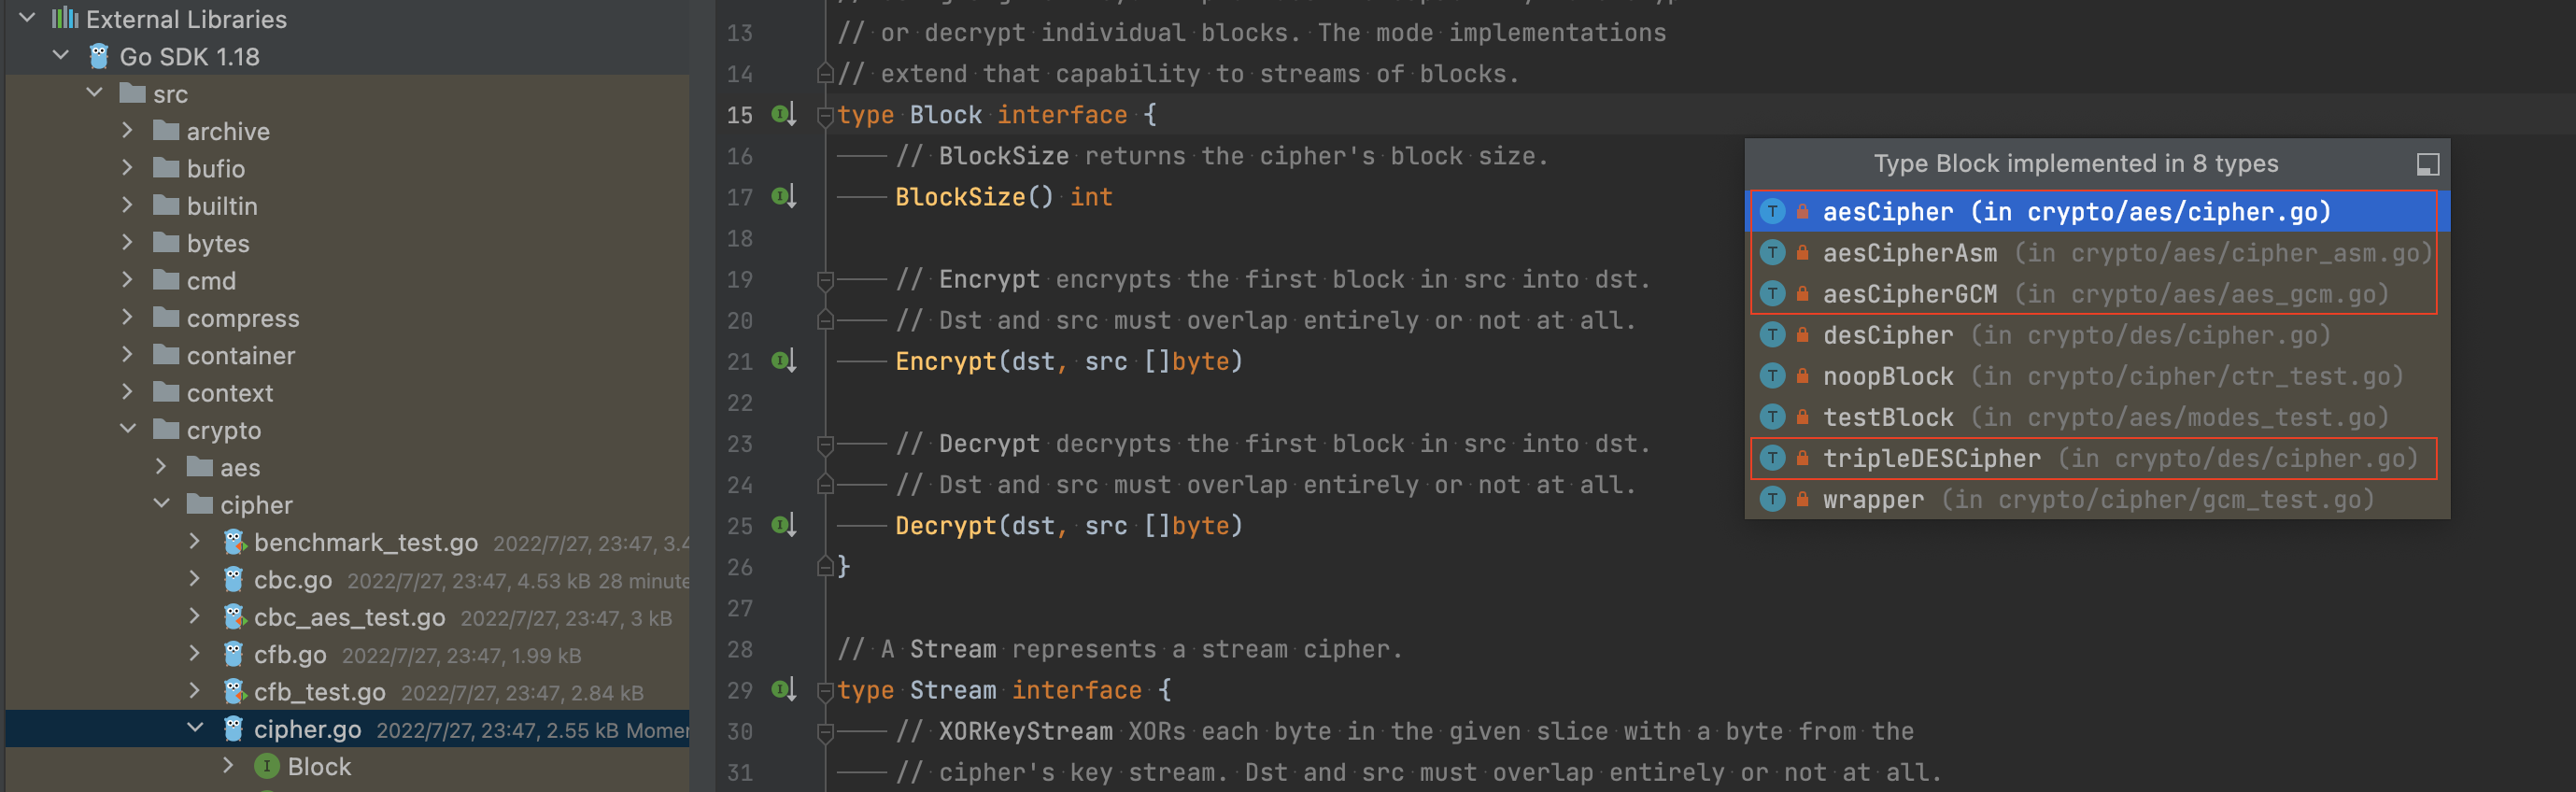 External Libraries
Go SDK 1.18
src
archive
bufio
builtin
bytes
cmd
compress
container
context
crypto
aes
cipher
benchmark_test.go 2022/7/27, 23:47, 3.4
cbc.go 2022/7/27, 23:47, 4.53 kB 28 minute
cbc_aes_test.go 2022/7/27, 23:47, 3 kB
cfb.go 2022/7/27, 23:47, 1.99 kB
cfb_test.go 2022/7/27, 23:47, 2.84 kB
cipher.go 2022/7/27, 23:47, 2.55 kB Momen
Block
13 // or decrypt individual blocks. The mode implementations
14 // extend that capability to streams of blocks.
15 type Block interface {
16 // BlockSize returns the cipher's block size.
17 BlockSize() int
18
19 // Encrypt encrypts the first block in src into dst.
20 // Dst and src must overlap entirely or not at all.
21 Encrypt(dst, src []byte)
22
23 // Decrypt decrypts the first block in src into dst.
24 // Dst and src must overlap entirely or not at all.
25 Decrypt(dst, src []byte)
26 }
27
28 // A Stream represents a stream cipher.
29 type Stream interface {
30 // XORKeyStream XORs each byte in the given slice with a byte from the
31 // cipher's key stream. Dst and src must overlap entirely or not at all.
Type Block implemented in 8 types
aesCipher (in crypto/aes/cipher.go)
aesCipherAsm (in crypto/aes/cipher_asm.go)
aesCipherGCM (in crypto/aes/aes_gcm.go)
desCipher (in crypto/des/cipher.go)
noopBlock (in crypto/cipher/ctr_test.go)
testBlock (in crypto/aes/modes_test.go)
tripleDESCipher (in crypto/des/cipher.go)
wrapper (in crypto/cipher/gcm_test.go)